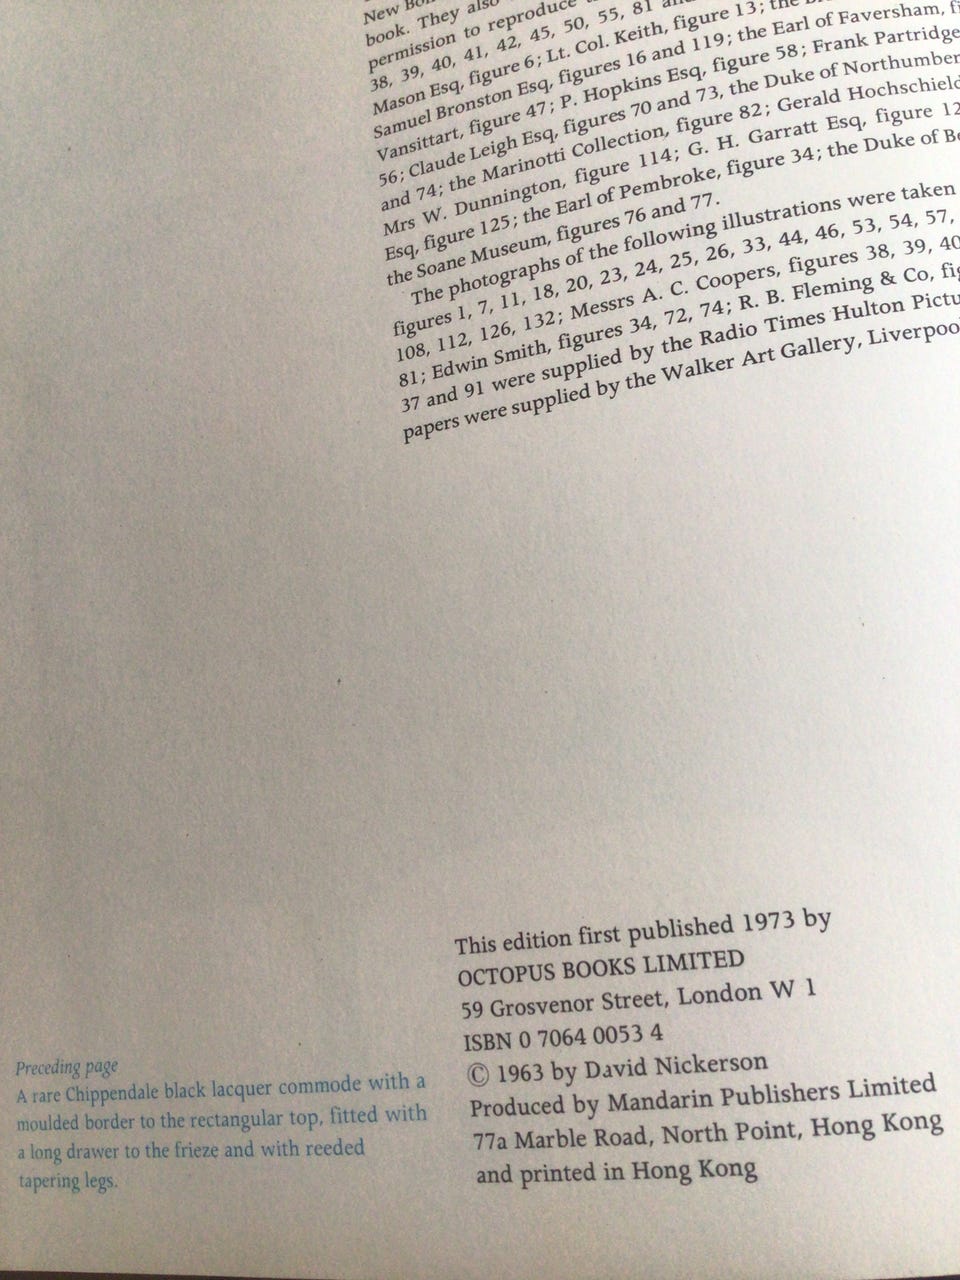 book. They also
permission to reproduce
38, 39, 40, 41, 42, 45, 50, 55, 81
Mason Esq, figure 6; Lt. Col. Keith, figure 13; the
Samuel Bronston Esq, figures 16 and 119; the Earl of Faversham,
Vansittart, figure 47; P. Hopkins Esq, figure 58; Frank Partridge
56; Claude Leigh Esq, figures 70 and 73, the Duke of Northumber
and 74; the Marinotti Collection, figure 82; Gerald Hochschield
Mrs W. Dunnington, figure 114; G. H. Garratt Esq, figure 12
Esq, figure 125; the Earl of Pembroke, figure 34; the Duke of Be
the Soane Museum, figures 76 and 77.
The photographs of the following illustrations were taken
figures 1, 7, 11, 18, 20, 23, 24, 25, 26, 33, 44, 46, 53, 54, 57,
108, 112, 126, 132; Messrs A. C. Coopers, figures 38, 39, 40
81; Edwin Smith, figures 34, 72, 74; R. B. Fleming & Co, fig
37 and 91 were supplied by the Radio Times Hulton Pictu
papers were supplied by the Walker Art Gallery, Liverpool
This edition first published 1973 by
OCTOPUS BOOKS LIMITED
59 Grosvenor Street, London W 1
ISBN 0 7064 0053 4
© 1963 by David Nickerson
Produced by Mandarin Publishers Limited
77a Marble Road, North Point, Hong Kong
and printed in Hong Kong
Preceding page
A rare Chippendale black lacquer commode with a
moulded border to the rectangular top, fitted with
a long drawer to the frieze and with reeded
tapering legs.